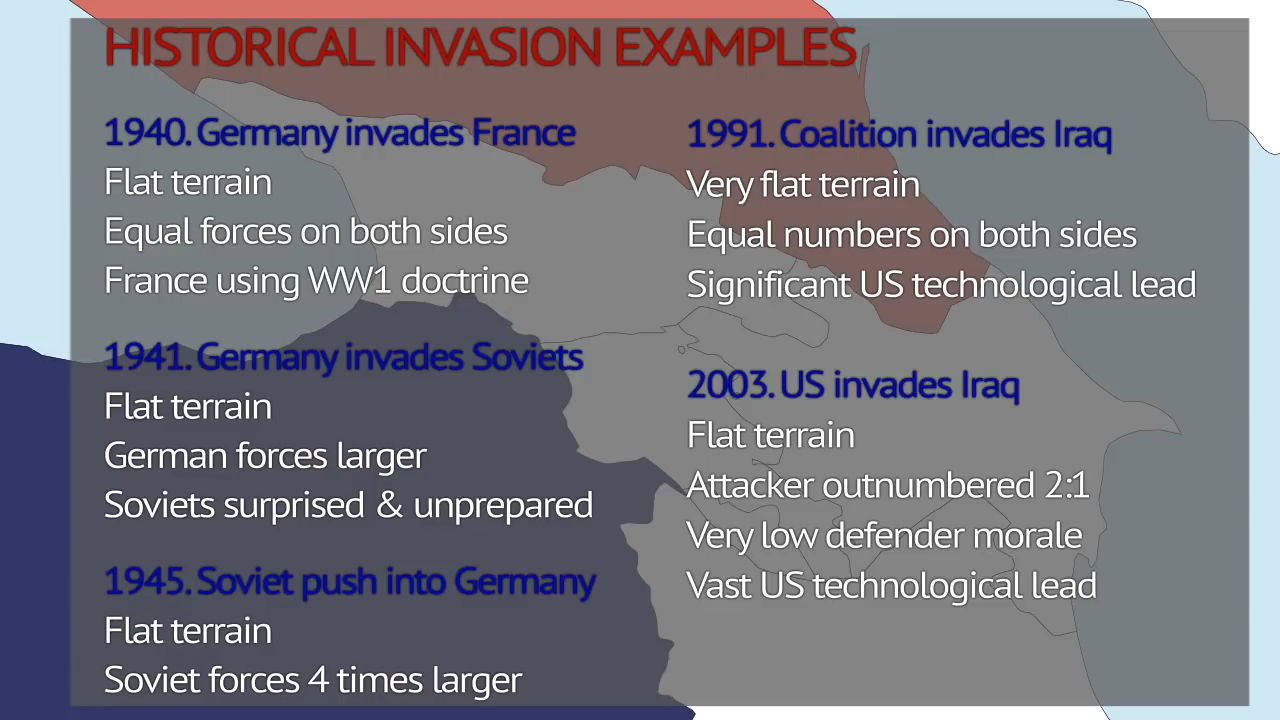 HISTORICAL INVASION EXAMPLES
1940. Germany invades France
Flat terrain
Equal forces on both sides
France using WW1 doctrine
1941. Germany invades Soviets
Flat terrain
German forces larger
Soviets surprised & unprepared
1945. Soviet push into Germany
Flat terrain
Soviet forces 4 times larger
1991. Coalition invades Iraq
Very flat terrain
Equal numbers on both sides
Significant US technological lead
2003. US invades Iraq
Flat terrain
Attacker outnumbered 2:1
Very low defender morale
Vast US technological lead